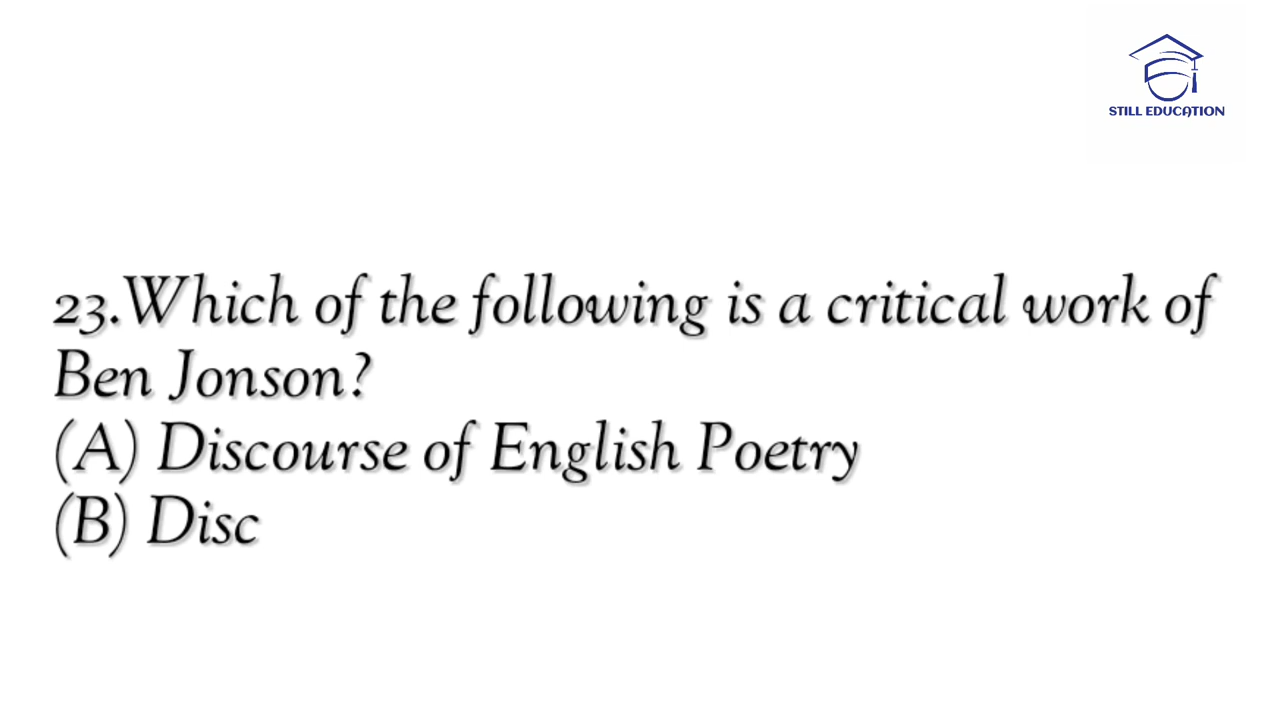 STILL EDUCATION
23.Which of the following is a critical work of
Ben Jonson?
(A) Discourse of English Poetry
(B) Disc